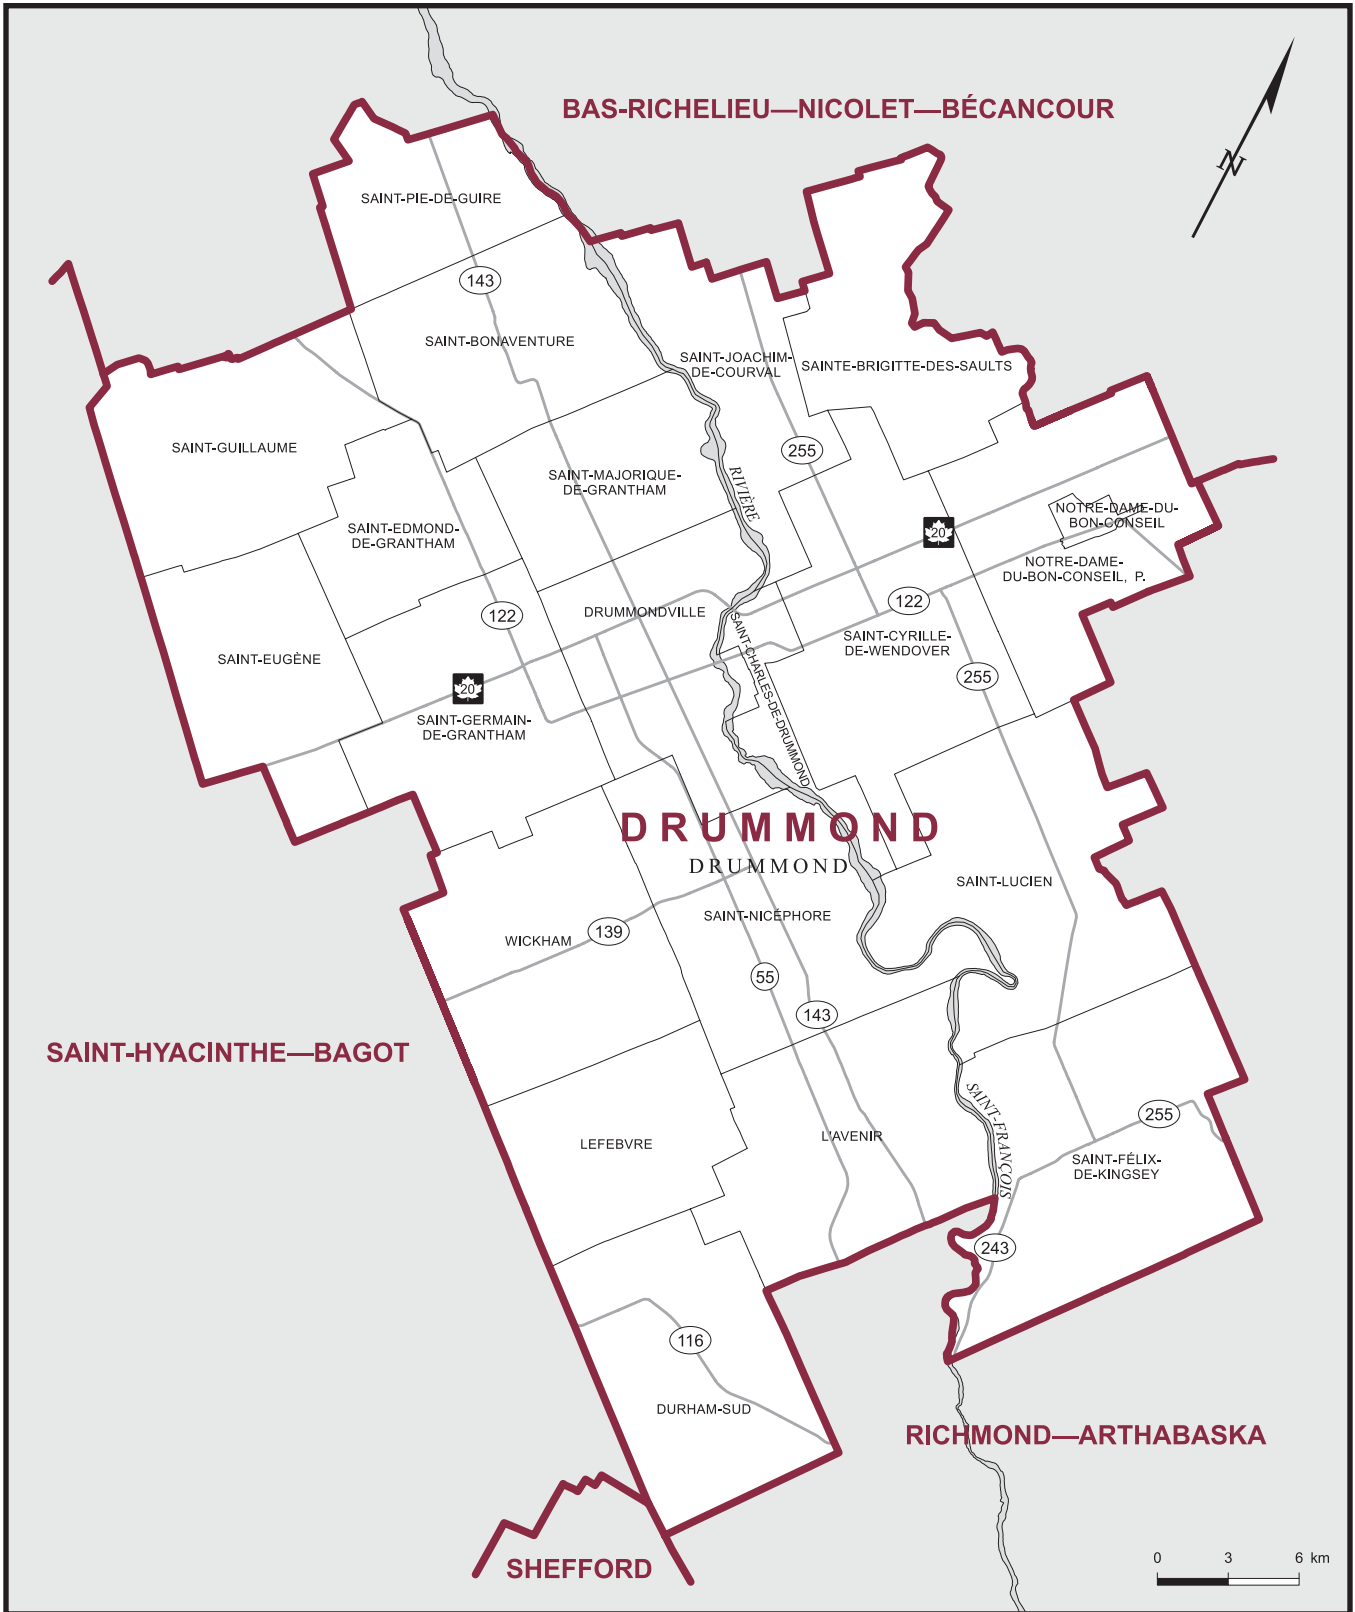 BAS-RICHELIEU—NICOLET—BÉCANCOUR
N
SAINT-PIE-DE-GUIRE
143
SAINT-BONAVENTURE
SAINT-JOACHIM-
DE-COURVAL
SAINTE-BRIGITTE-DES-SAULTS
SAINT-GUILLAUME
255
SAINT-MAJORIQUE-
DE-GRANTHAM
RIVIÈRE
SAINT-EDMOND-
DE-GRANTHAM
20
NOTRE-DAME-DU-
BON-CONSEIL
NOTRE-DAME-
DU-BON-CONSEIL, P.
122
122
DRUMMONDVILLE
SAINT-CHARLES-DE-DRUMMOND
SAINT-CYRILLE-
DE-WENDOVER
SAINT-EUGÈNE
20
255
SAINT-GERMAIN-
DE-GRANTHAM
DRUMMOND
DRUMMOND
SAINT-LUCIEN
SAINT-NICÉPHORE
WICKHAM
139
55
143
SAINT-HYACINTHE—BAGOT
SAINT-FRANÇOIS
255
LEFEBVRE
L'AVENIR
SAINT-FÉLIX-
DE-KINGSEY
243
116
DURHAM-SUD
RICHMOND—ARTHABASKA
SHEFFORD
0 3 6 km